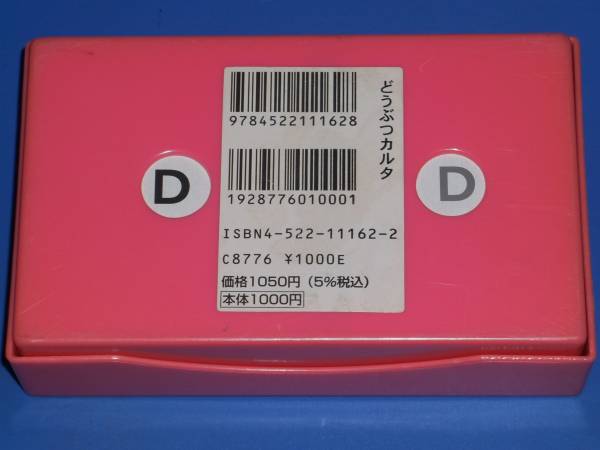 どうぶつカルタ
9784522111628
1928776010001
ISBN4-522-11162-2
C8776 ¥1000E
価格1050円(5%税込)
本体1000円
D
D